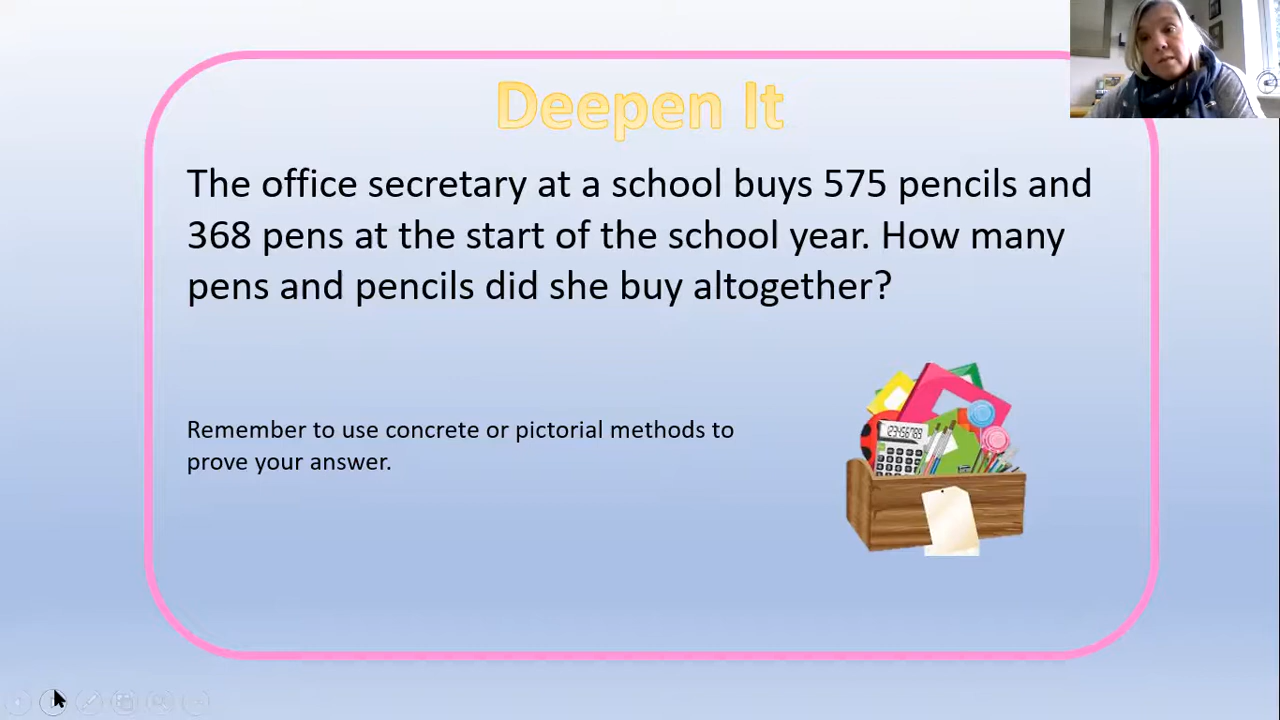 Deepen It
The office secretary at a school buys 575 pencils and
368 pens at the start of the school year. How many
pens and pencils did she buy altogether?
Remember to use concrete or pictorial methods to
prove your answer.
123456789